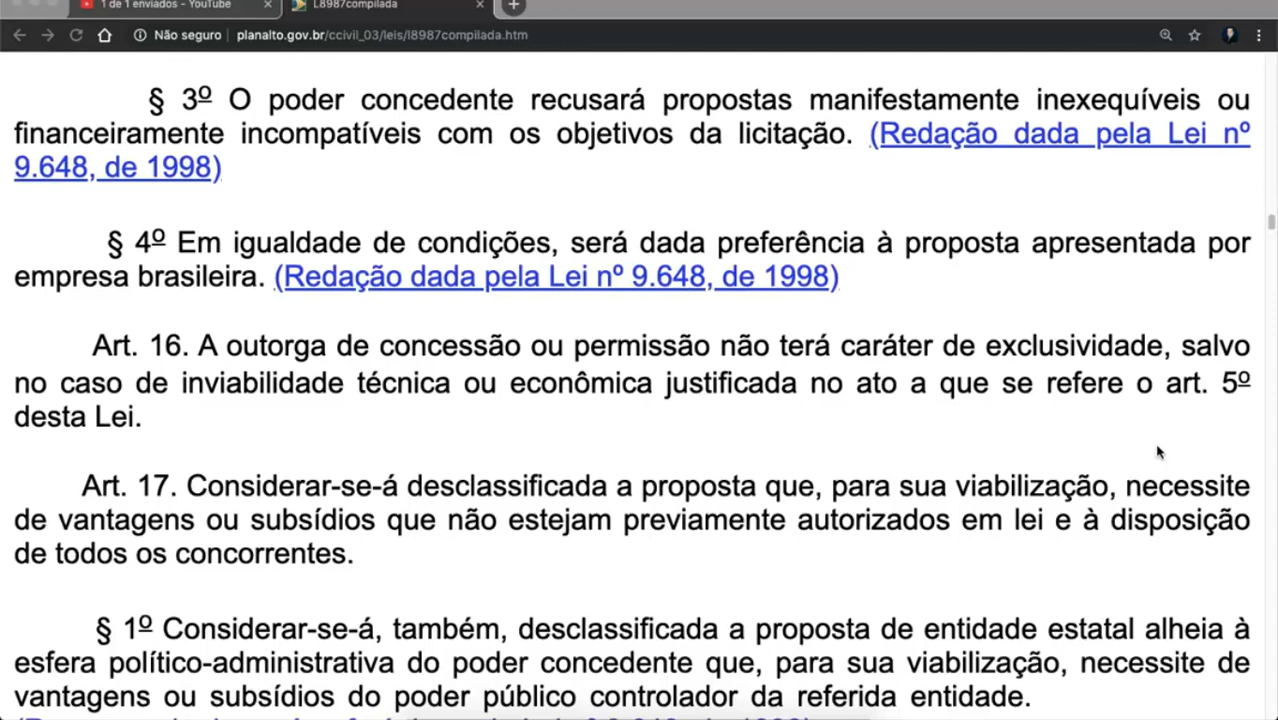 1 de 1 enviados - YouTube
L8987compilada
Não seguro
planalto.gov.br/ccivil_03/leis/l8987compilada.htm
§ 3º O poder concedente recusará propostas manifestamente inexequíveis ou
financeiramente incompatíveis com os objetivos da licitação. (Redação dada pela Lei nº
9.648, de 1998)
§ 4º Em igualdade de condições, será dada preferência à proposta apresentada por
empresa brasileira. (Redação dada pela Lei nº 9.648, de 1998)
Art. 16. A outorga de concessão ou permissão não terá caráter de exclusividade, salvo
no caso de inviabilidade técnica ou econômica justificada no ato a que se refere o art. 5º
desta Lei.
Art. 17. Considerar-se-á desclassificada a proposta que, para sua viabilização, necessite
de vantagens ou subsídios que não estejam previamente autorizados em lei e à disposição
de todos os concorrentes.
§ 1º Considerar-se-á, também, desclassificada a proposta de entidade estatal alheia à
esfera político-administrativa do poder concedente que, para sua viabilização, necessite de
vantagens ou subsídios do poder público controlador da referida entidade.